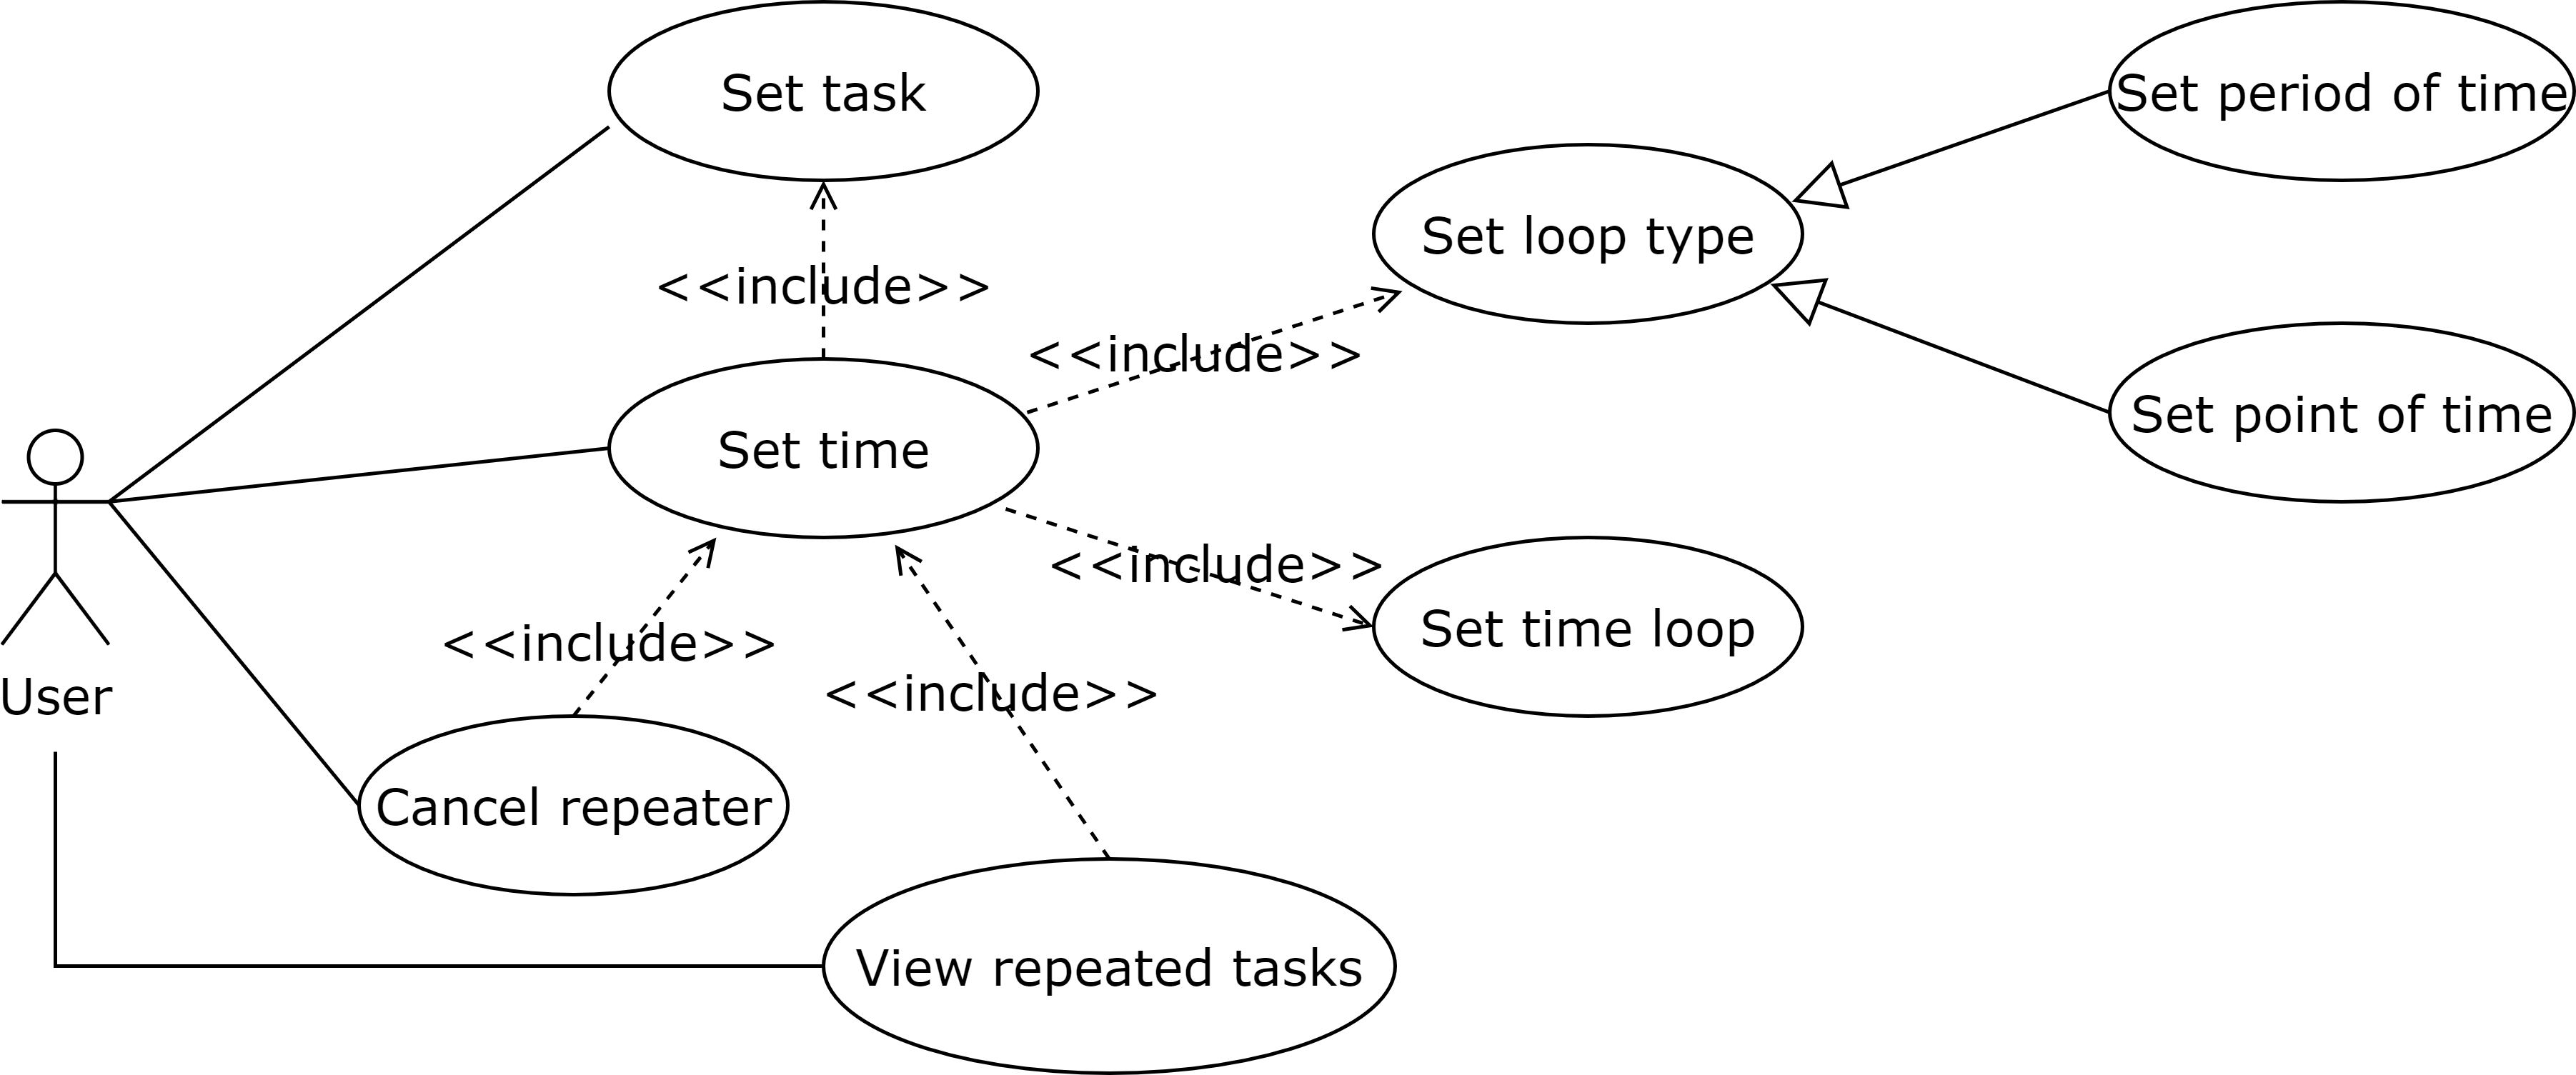 Set task
Set period of time
Set loop type
<<include>>
<<include>>
Set point of time
Set time
<<include>>
Set time loop
<<include>>
<<include>>
User
Cancel repeater
View repeated tasks